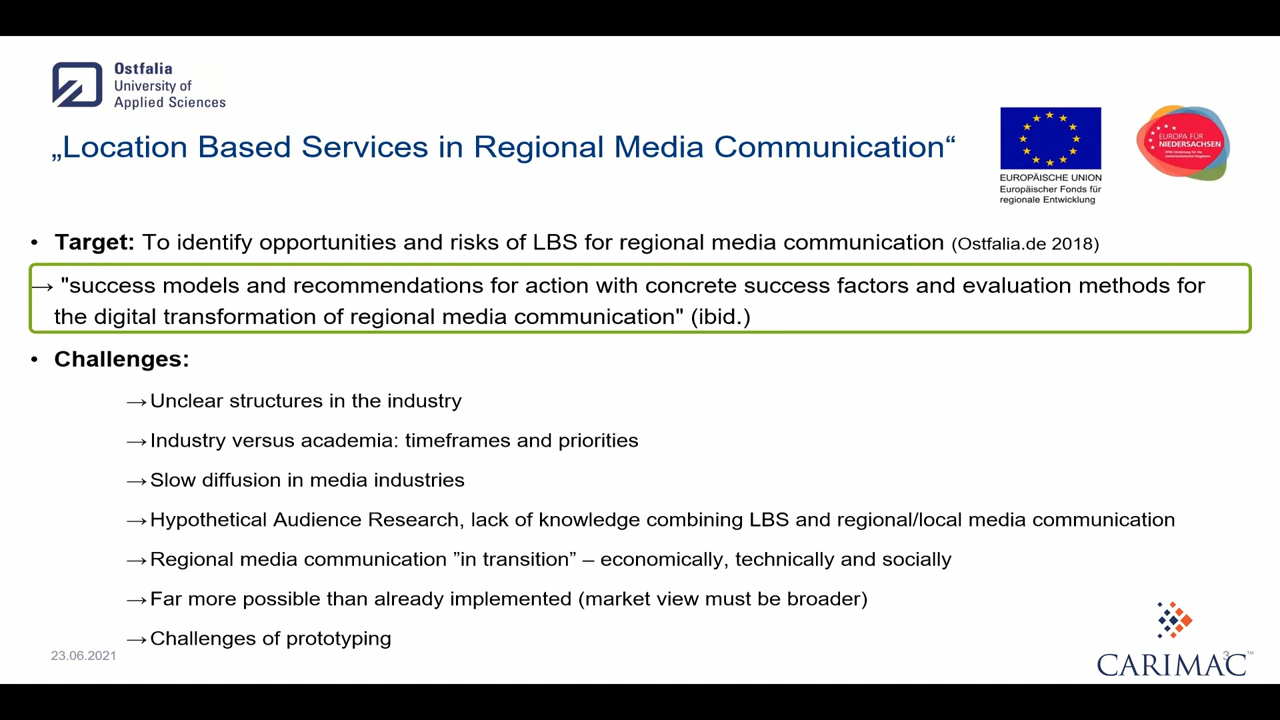 Ostfalia
University of
Applied Sciences
„Location Based Services in Regional Media Communication“
EUROPÄISCHE UNION
Europäischer Fonds für
regionale Entwicklung
EUROPA FÜR
NIEDERSACHSEN
• Target: To identify opportunities and risks of LBS for regional media communication (Ostfalia.de 2018)
→ "success models and recommendations for action with concrete success factors and evaluation methods for
the digital transformation of regional media communication" (ibid.)
• Challenges:
→Unclear structures in the industry
→Industry versus academia: timeframes and priorities
→Slow diffusion in media industries
→Hypothetical Audience Research, lack of knowledge combining LBS and regional/local media communication
→Regional media communication ”in transition” – economically, technically and socially
→Far more possible than already implemented (market view must be broader)
→Challenges of prototyping
23.06.2021
3
CARIMAC™